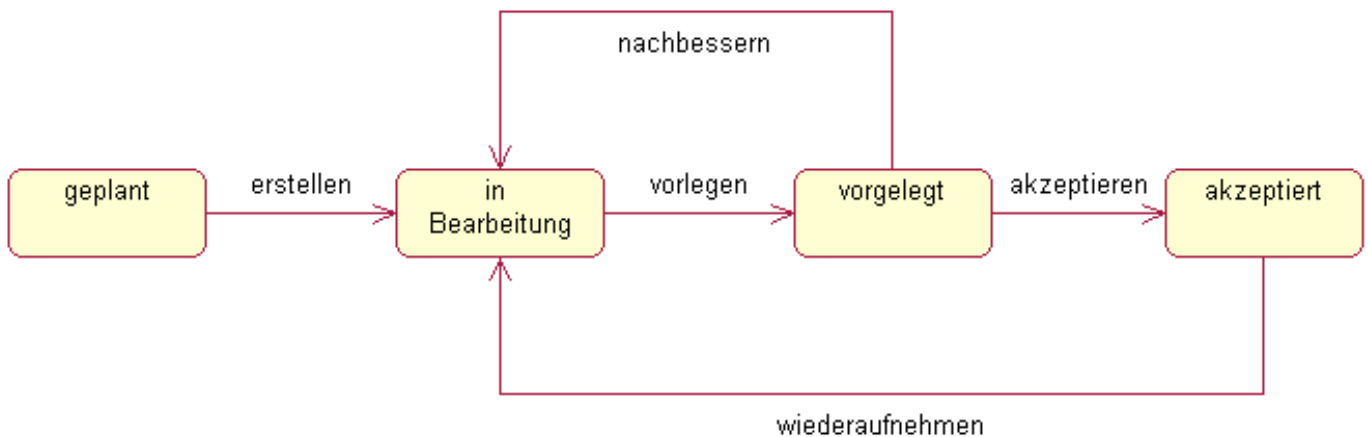 nachbessern
geplant
erstellen
in
Bearbeitung
vorlegen
vorgelegt
akzeptieren
akzeptiert
wiederaufnehmen